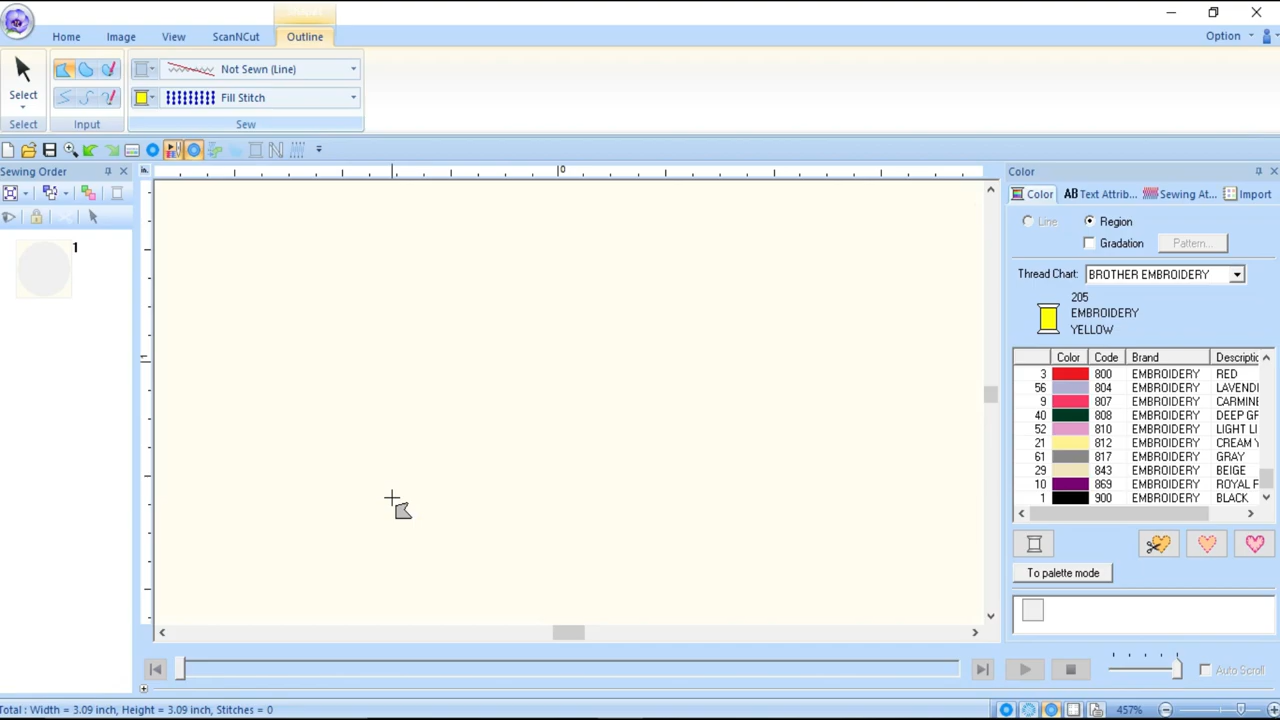 Home Image View ScanNCut Outline
Option
Not Sewn (Line)
Select
Fill Stitch
Select Input Sew
Sewing Order
0
1
1
Color
Color AB Text Attrib... Sewing At... Import
Line Region
Gradation Pattern...
Thread Chart: BROTHER EMBROIDERY
205
EMBROIDERY
YELLOW
Color Code Brand Descriptic
3 800 EMBROIDERY RED
56 804 EMBROIDERY LAVENDI
9 807 EMBROIDERY CARMINE
40 808 EMBROIDERY DEEP GF
52 810 EMBROIDERY LIGHT LI
21 812 EMBROIDERY CREAM Y
61 817 EMBROIDERY GRAY
29 843 EMBROIDERY BEIGE
10 869 EMBROIDERY ROYAL F
1 900 EMBROIDERY BLACK
To palette mode
Auto Scroll
Total : Width = 3.09 inch, Height = 3.09 inch, Stitches = 0
457%